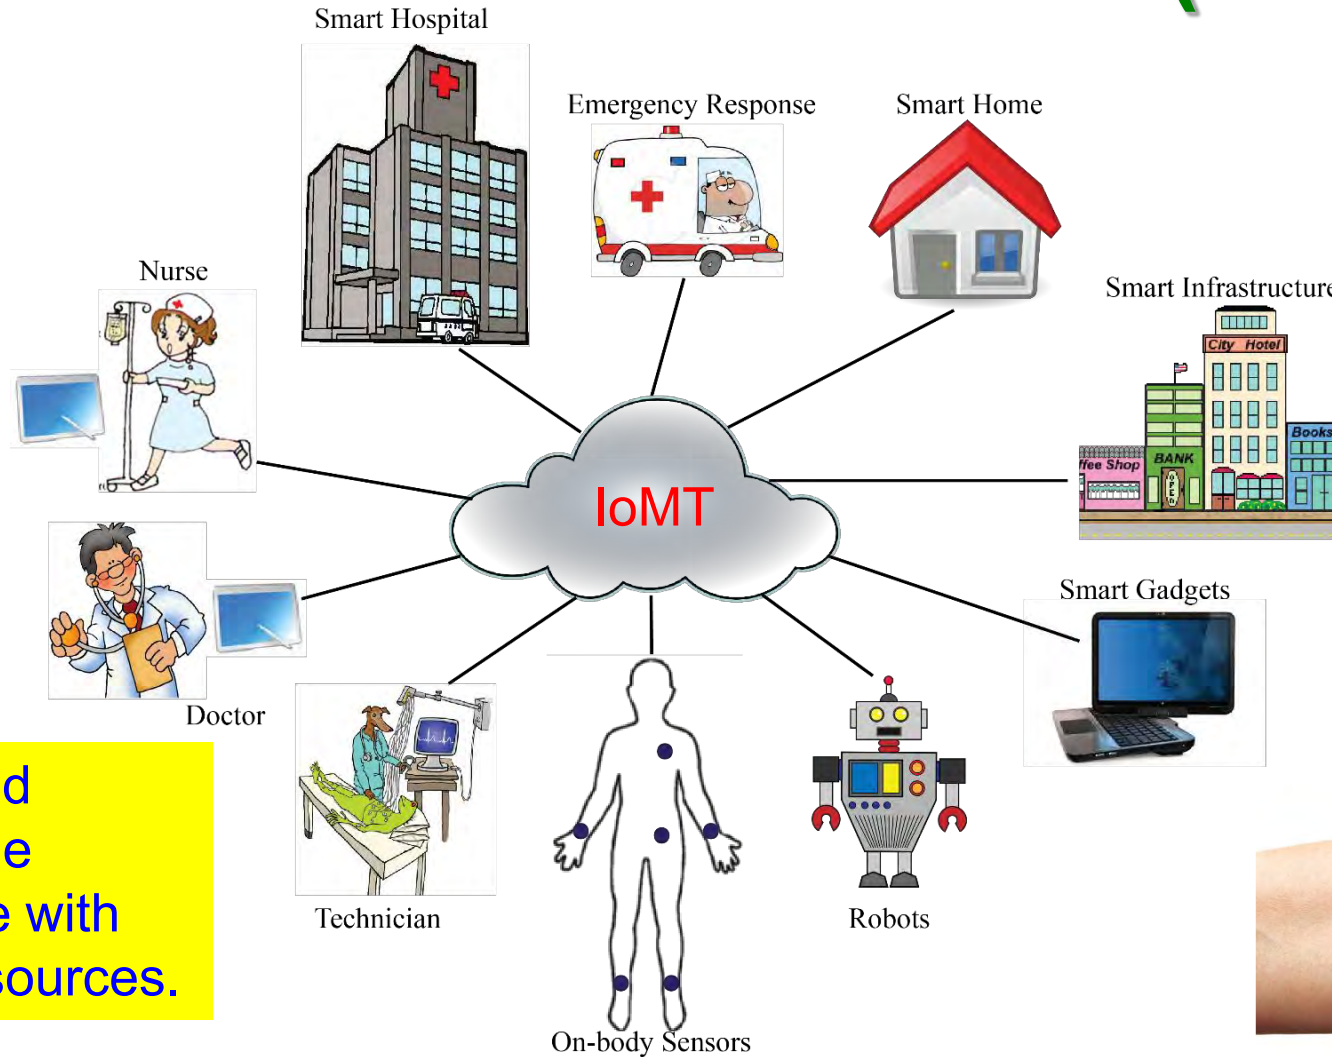 Smart Hospital
Emergency Response
Smart Home
Nurse
Smart Infrastructure
City Hotel
Books
ffee Shop
BANK
OPEN
IoMT
Smart Gadgets
Doctor
d
e
e with
sources.
Technician
Robots
On-body Sensors